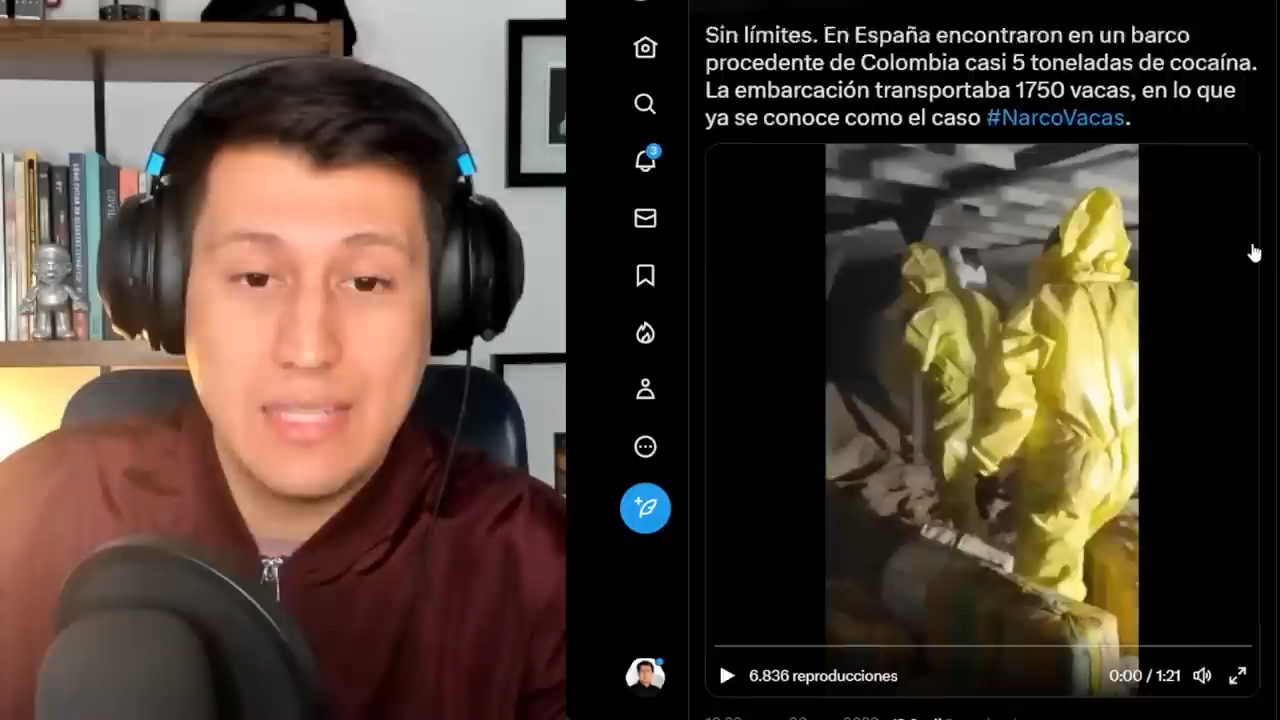 Sin límites. En España encontraron en un barco
procedente de Colombia casi 5 toneladas de cocaína.
La embarcación transportaba 1750 vacas, en lo que
ya se conoce como el caso #NarcoVacas.
3
6.836 reproducciones
0:00 / 1:21